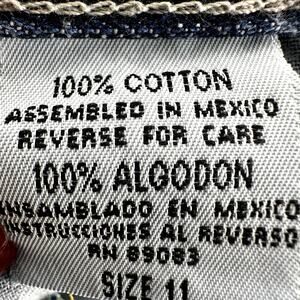 100% COTTON
ASSEMBLED IN MEXICO
REVERSE FOR CARE
100% ALGODON
ENSAMBLADO EN MEXICO
INSTRUCCIONES AL REVERSO
RN 89083
SIZE 11